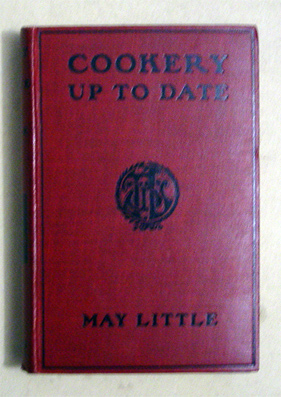 COOKERY
UP TO DATE
MAY LITTLE